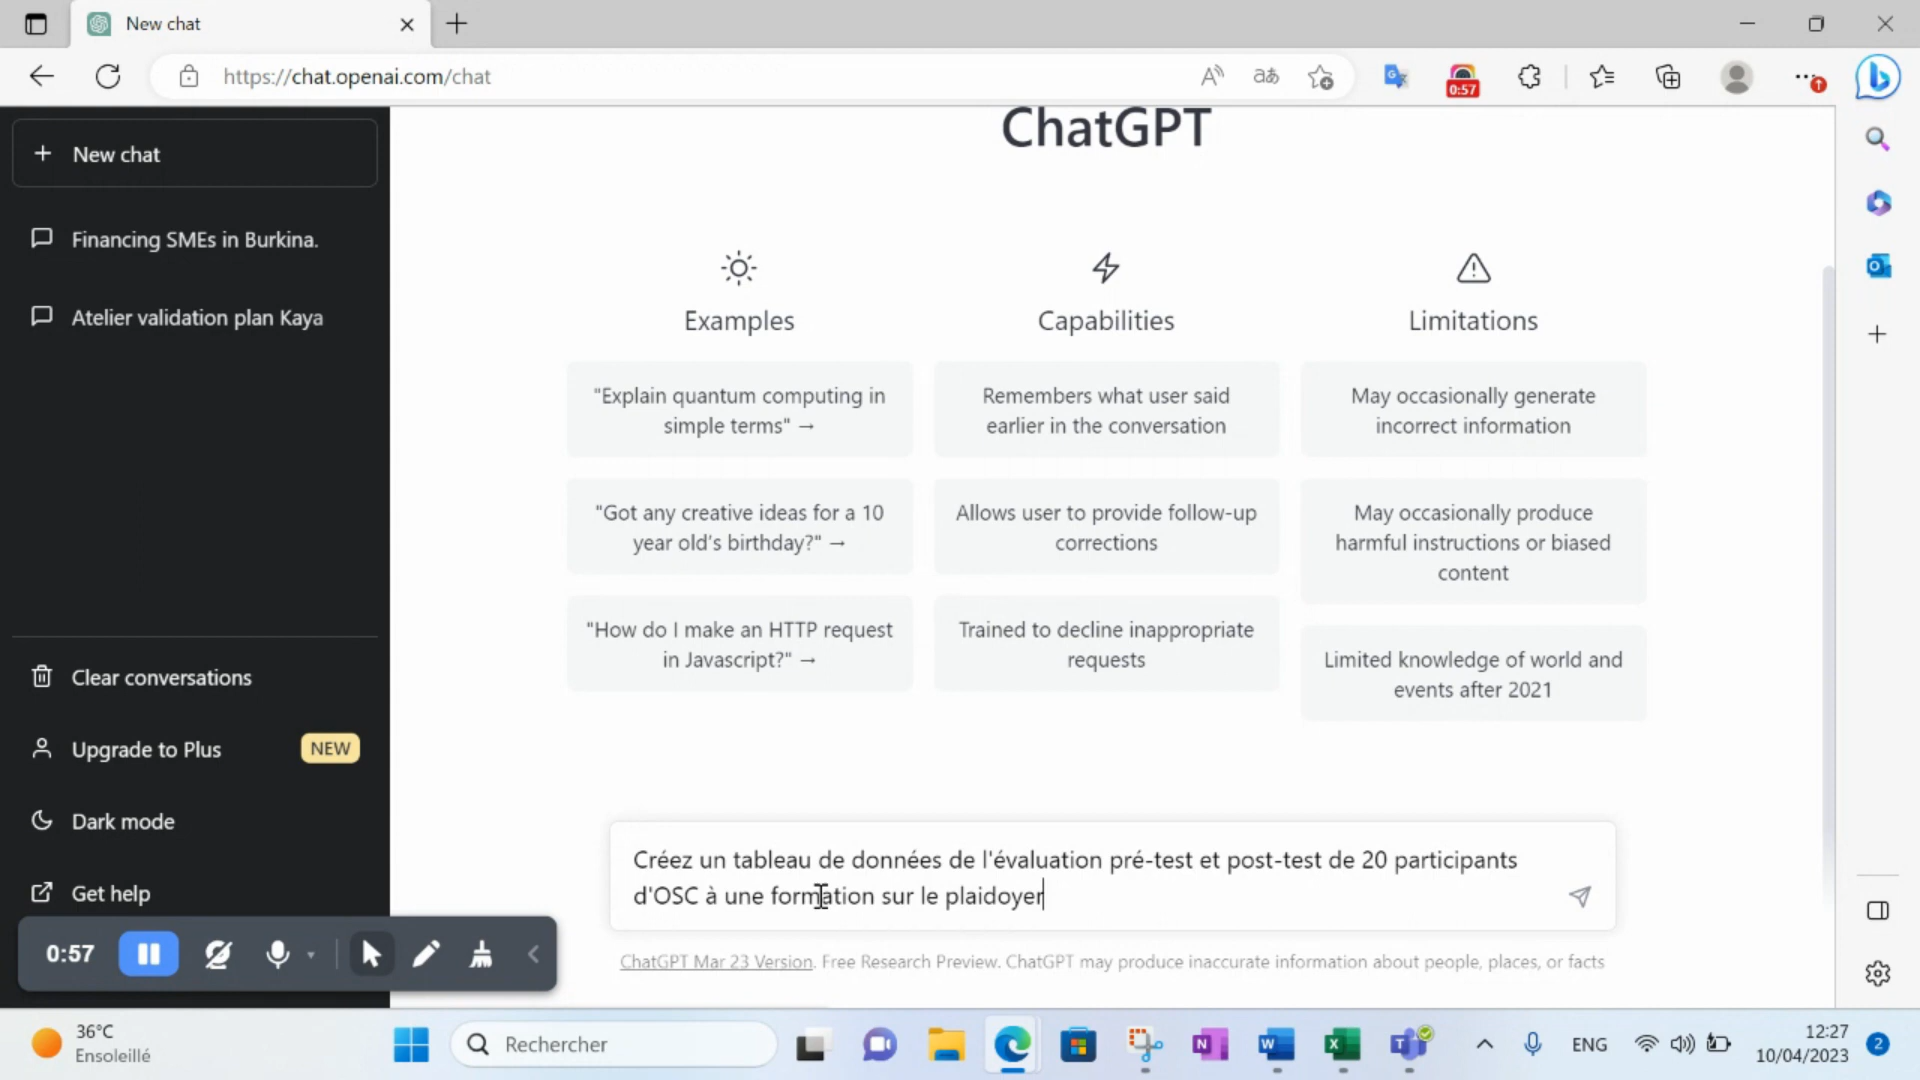 New chat
https://chat.openai.com/chat
aあ
0:57
New chat
Financing SMEs in Burkina.
Atelier validation plan Kaya
Clear conversations
Upgrade to Plus
NEW
Dark mode
Get help
0:57
ChatGPT
Examples
"Explain quantum computing in
simple terms" →
"Got any creative ideas for a 10
year old's birthday?" →
"How do I make an HTTP request
in Javascript?" →
Capabilities
Remembers what user said
earlier in the conversation
Allows user to provide follow-up
corrections
Trained to decline inappropriate
requests
Limitations
May occasionally generate
incorrect information
May occasionally produce
harmful instructions or biased
content
Limited knowledge of world and
events after 2021
Créez un tableau de données de l'évaluation pré-test et post-test de 20 participants
d'OSC à une formation sur le plaidoyer
ChatGPT Mar 23 Version. Free Research Preview. ChatGPT may produce inaccurate information about people, places, or facts
36°C
Ensoleillé
Rechercher
ENG
12:27
10/04/2023
2